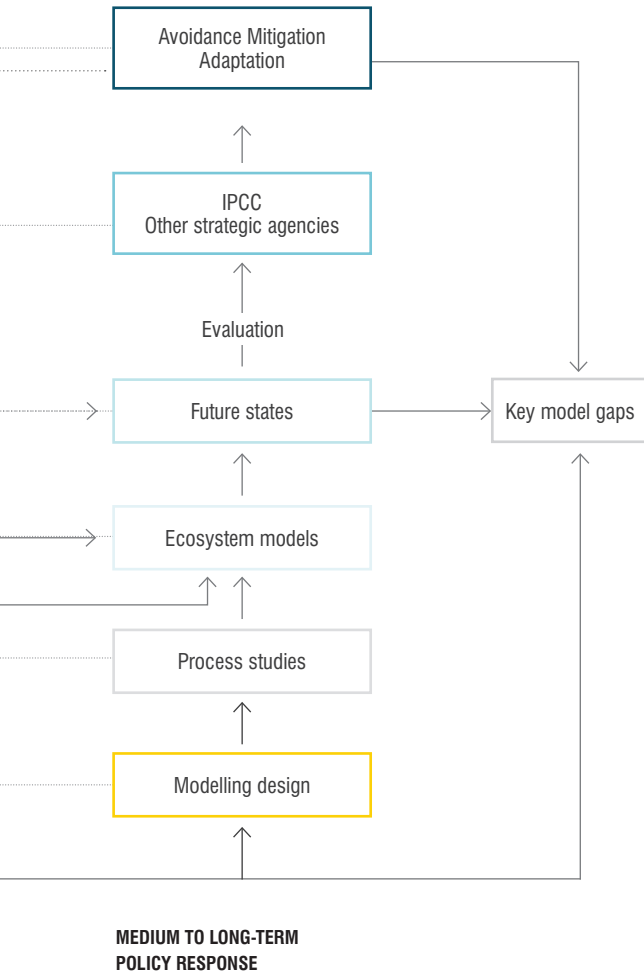 Avoidance Mitigation
Adaptation
IPCC
Other strategic agencies
Evaluation
Future states
Key model gaps
Ecosystem models
Process studies
Modelling design
MEDIUM TO LONG-TERM
POLICY RESPONSE